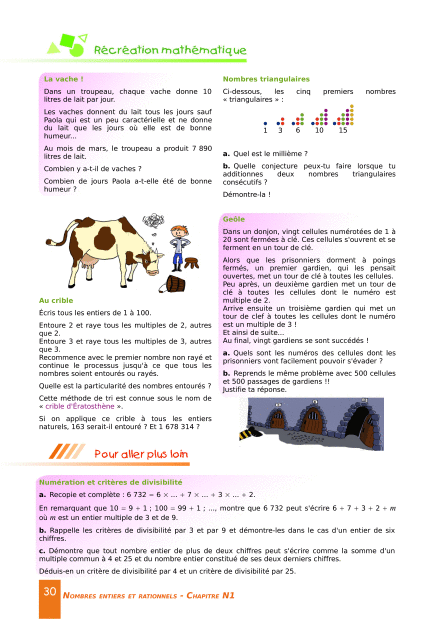 Récréation mathématique
La vache !
Dans un troupeau, chaque vache donne 10
litres de lait par jour.
Les vaches donnent du lait tous les jours sauf
Paola qui est un peu caractérielle et ne donne
du lait que les jours où elle est de bonne
humeur...
Au mois de mars, le troupeau a produit 7 890
litres de lait.
Combien y a-t-il de vaches ?
Combien de jours Paola a-t-elle été de bonne
humeur ?
Au crible
Écris tous les entiers de 1 à 100.
Entoure 2 et raye tous les multiples de 2, autres
que 2.
Entoure 3 et raye tous les multiples de 3, autres
que 3.
Recommence avec le premier nombre non rayé et
continue le processus jusqu'à ce que tous les
nombres soient entourés ou rayés.
Quelle est la particularité des nombres entourés ?
Cette méthode de tri est connue sous le nom de
« crible d'Ératosthène ».
Si on applique ce crible à tous les entiers
naturels, 163 serait-il entouré ? Et 1 678 314 ?
Nombres triangulaires
Ci-dessous, les cinq premiers nombres
« triangulaires » :
1 3 6 10 15
a. Quel est le millième ?
b. Quelle conjecture peux-tu faire lorsque tu
additionnes deux nombres triangulaires
consécutifs ?
Démontre-la !
Geôle
Dans un donjon, vingt cellules numérotées de 1 à
20 sont fermées à clé. Ces cellules s'ouvrent et se
ferment en un tour de clé.
Alors que les prisonniers dorment à poings
fermés, un premier gardien, qui les pensait
ouvertes, met un tour de clé à toutes les cellules.
Peu après, un deuxième gardien met un tour de
clé à toutes les cellules dont le numéro est
multiple de 2.
Arrive ensuite un troisième gardien qui met un
tour de clef à toutes les cellules dont le numéro
est un multiple de 3 !
Et ainsi de suite...
Au final, vingt gardiens se sont succédés !
a. Quels sont les numéros des cellules dont les
prisonniers vont facilement pouvoir s'évader ?
b. Reprends le même problème avec 500 cellules
et 500 passages de gardiens !!
Justifie ta réponse.
Pour aller plus loin
Numération et critères de divisibilité
a. Recopie et complète : 6 732 = 6 × ... + 7 × ... + 3 × ... + 2.
En remarquant que 10 = 9 + 1 ; 100 = 99 + 1 ; ..., montre que 6 732 peut s'écrire 6 + 7 + 3 + 2 + m
où m est un entier multiple de 3 et de 9.
b. Rappelle les critères de divisibilité par 3 et par 9 et démontre-les dans le cas d'un entier de six
chiffres.
c. Démontre que tout nombre entier de plus de deux chiffres peut s'écrire comme la somme d'un
multiple commun à 4 et 25 et du nombre entier constitué de ses deux derniers chiffres.
Déduis-en un critère de divisibilité par 4 et un critère de divisibilité par 25.
30 NOMBRES ENTIERS ET RATIONNELS - CHAPITRE N1